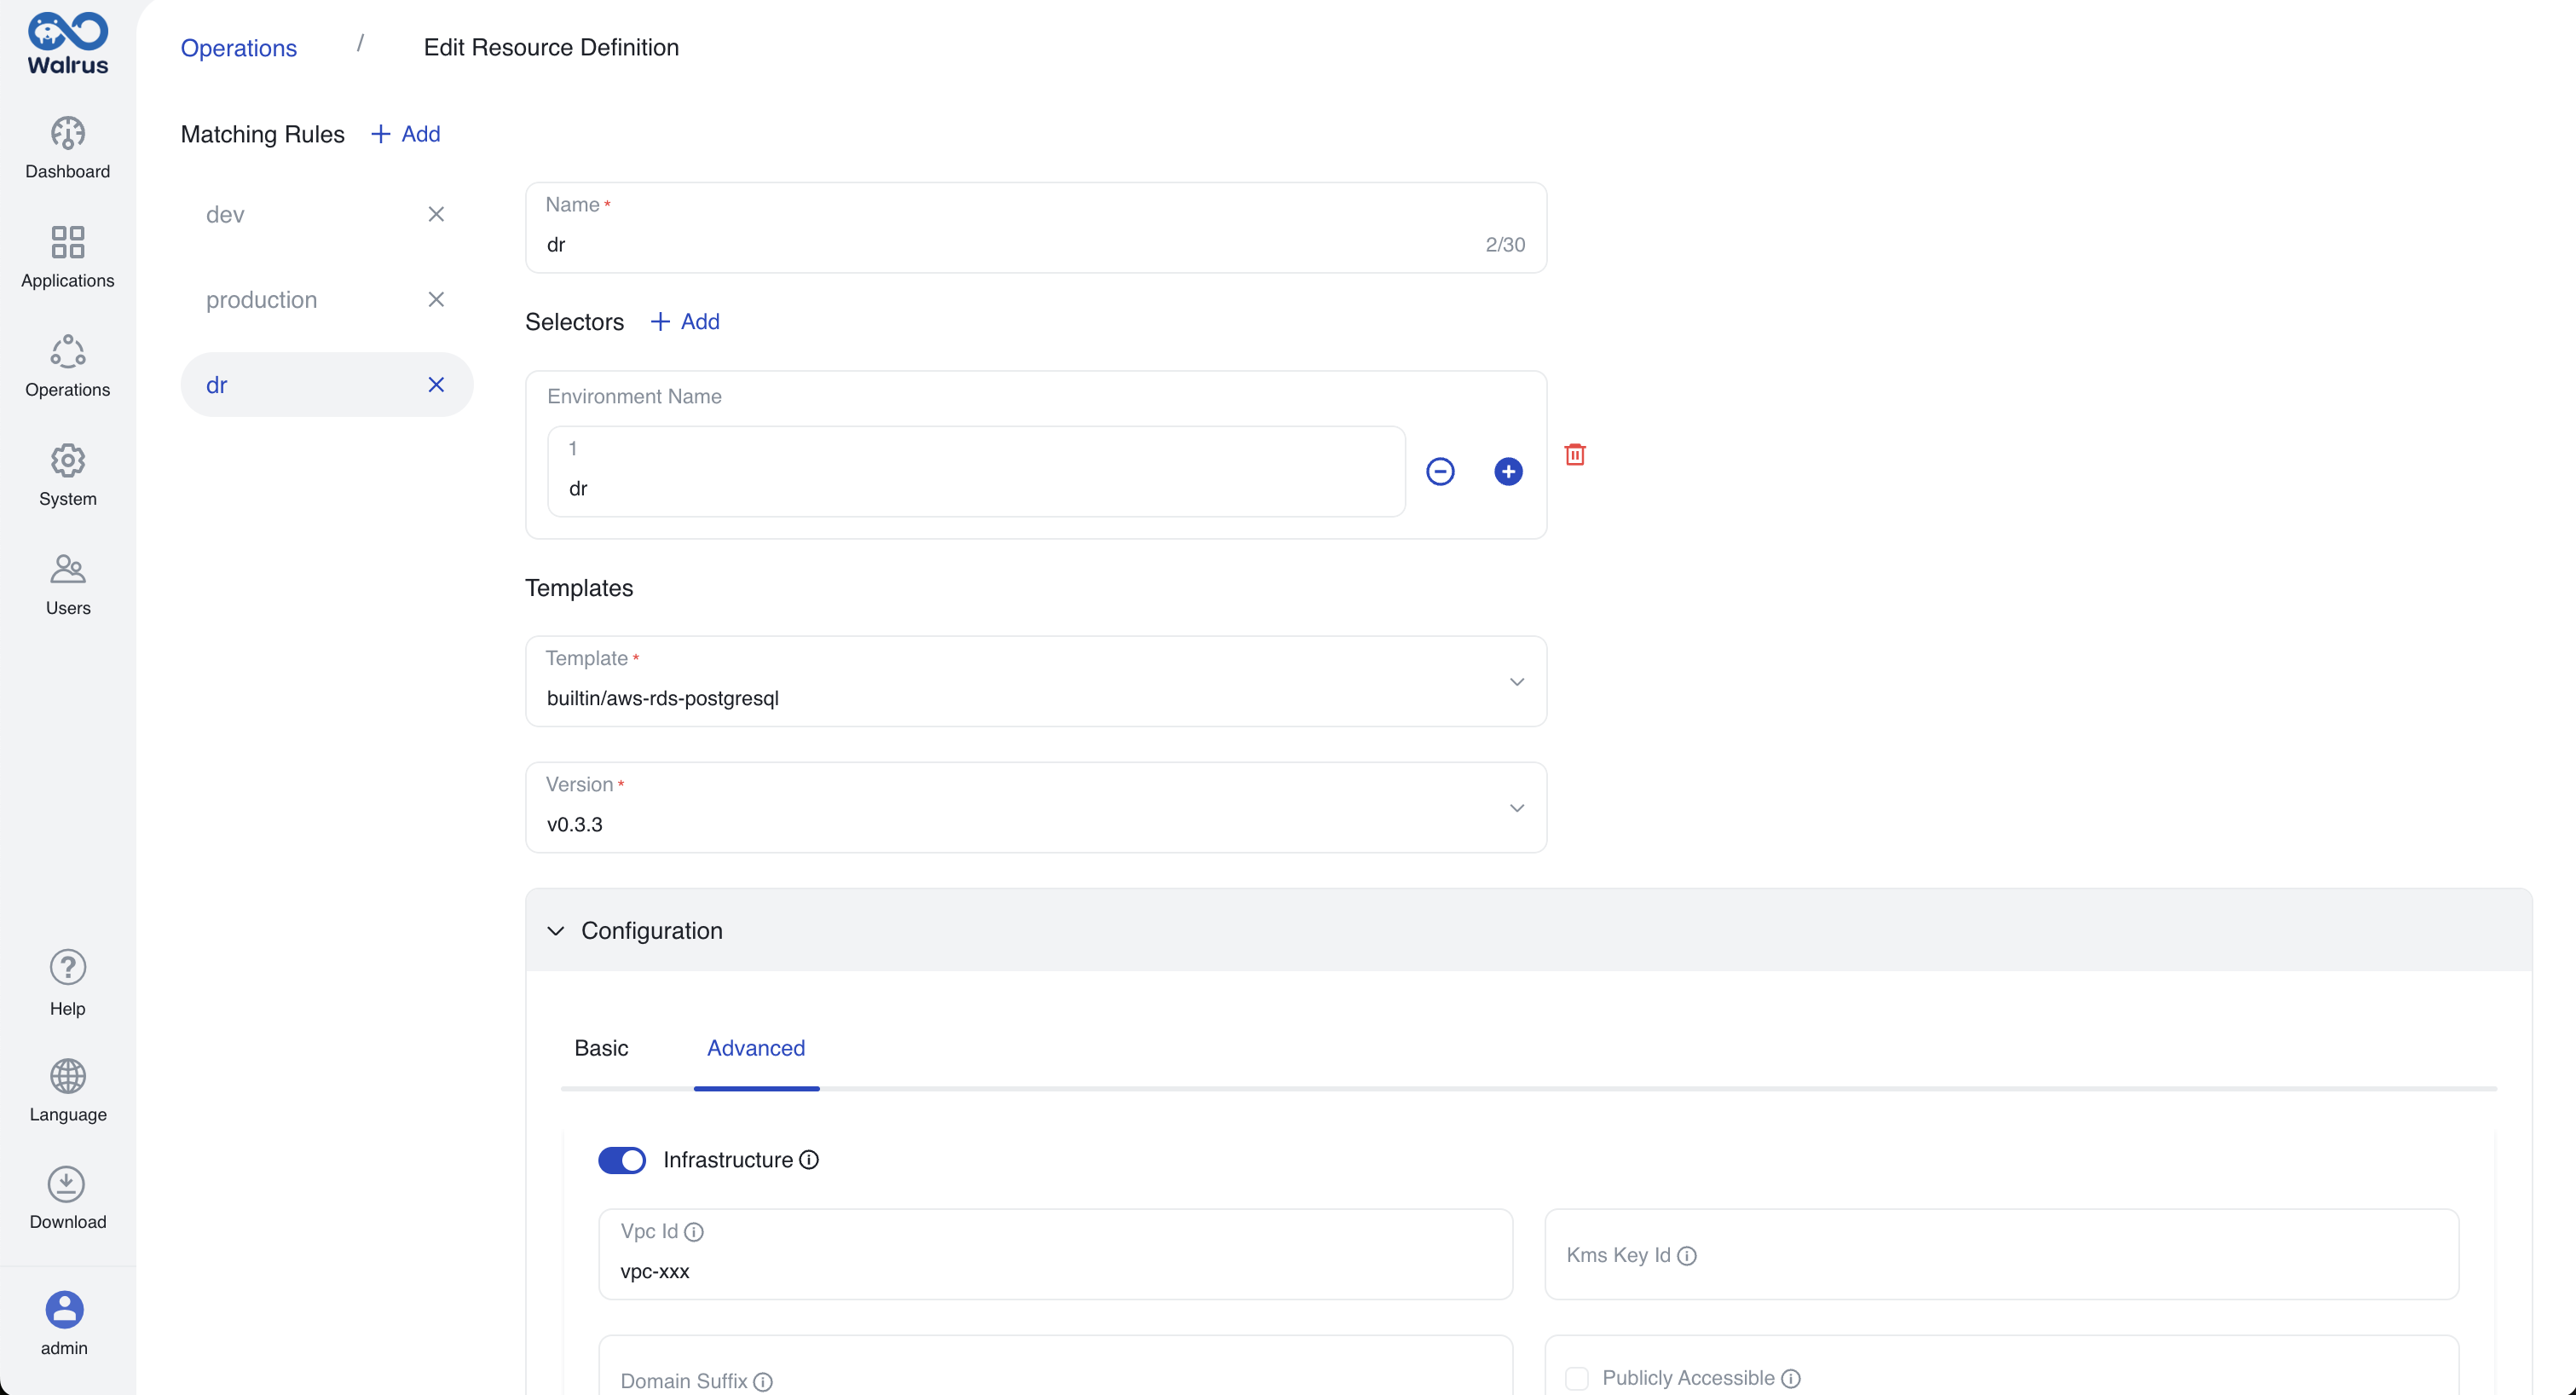 Walrus
Dashboard
Applications
Operations
System
Users
Help
Language
Download
admin
Operations / Edit Resource Definition
Matching Rules + Add
dev
production
dr
Name *
dr 2/30
Selectors + Add
Environment Name
1
dr
Templates
Template *
builtin/aws-rds-postgresql
Version *
v0.3.3
Configuration
Basic Advanced
Infrastructure
Vpc Id
vpc-xxx
Kms Key Id
Domain Suffix
Publicly Accessible